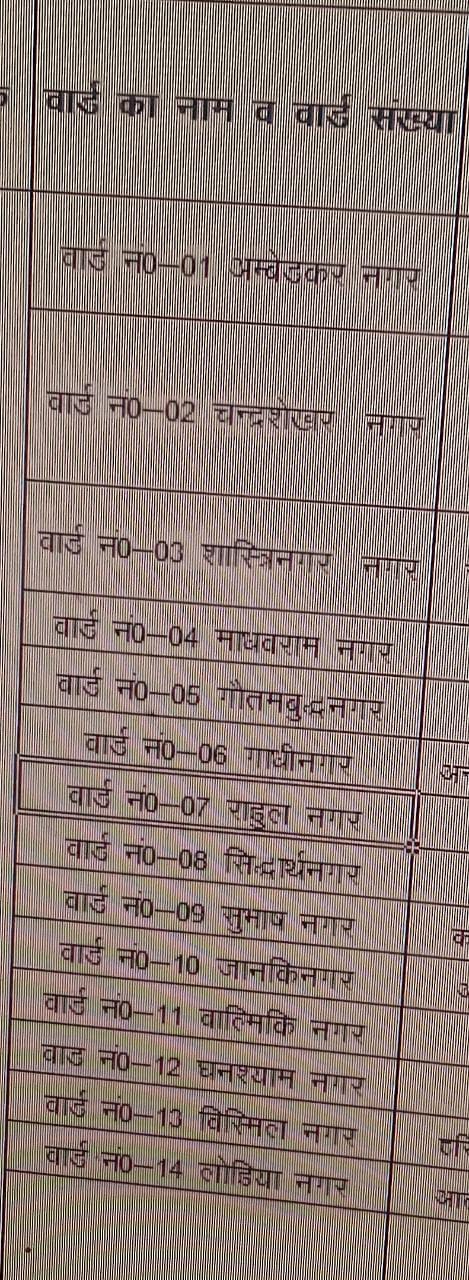 वार्ड का नाम व वार्ड संख्या
वार्ड नं0–01 अम्बेडकर नगर
वार्ड नं0–02 चन्द्रशेखर नगर
वार्ड नं0–03 शास्त्रिनगर नगर
वार्ड नं0–04 माधवराम नगर
वार्ड नं0–05 गौतमबुद्धनगर
वार्ड नं0–06 गाधीनगर
वार्ड नं0–07 राहुल नगर
वार्ड नं0–08 सिद्धार्थनगर
वार्ड नं0–09 सुभाष नगर
वार्ड नं0–10 जानकिनगर
वार्ड नं0–11 वाल्मिकि नगर
वाड नं0–12 घनश्याम नगर
वार्ड नं0–13 विस्मिल नगर
वार्ड नं0–14 लोहिया नगर